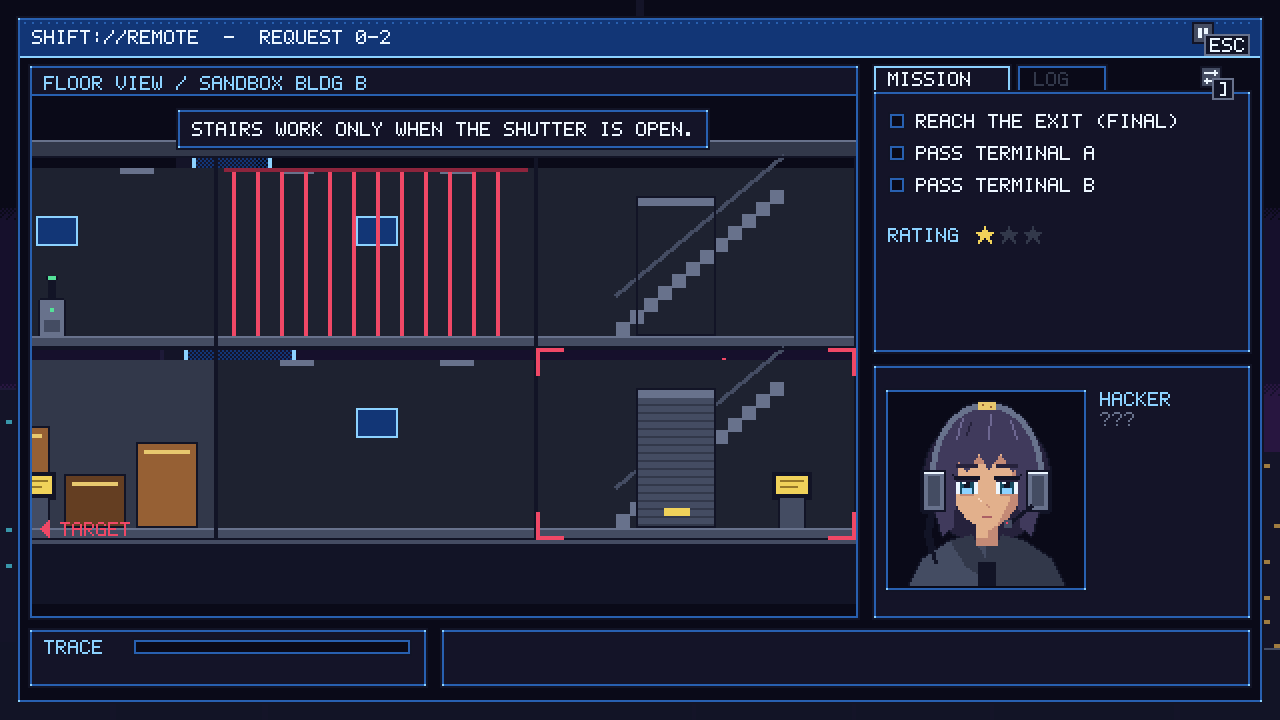 SHIFT://REMOTE - REQUEST 0-2
ESC
FLOOR VIEW / SANDBOX BLDG B
MISSION
LOG
]
STAIRS WORK ONLY WHEN THE SHUTTER IS OPEN.
REACH THE EXIT (FINAL)
PASS TERMINAL A
PASS TERMINAL B
RATING
HACKER
???
TARGET
TRACE